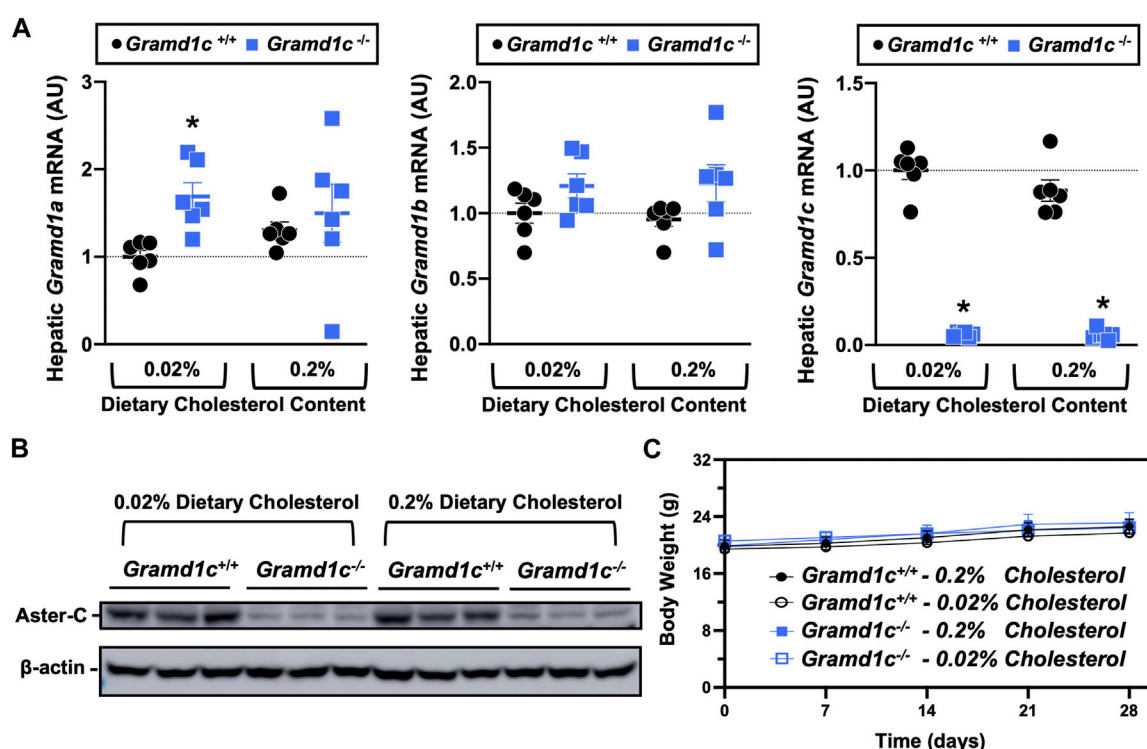 A
Gramd1c +/+ Gramd1c -/-
Hepatic Gramd1a mRNA (AU)
3
2
1
0
*
0.02% 0.2%
Dietary Cholesterol Content
Gramd1c +/+ Gramd1c -/-
Hepatic Gramd1b mRNA (AU)
2.0
1.5
1.0
0.5
0.0
0.02% 0.2%
Dietary Cholesterol Content
Gramd1c +/+ Gramd1c -/-
Hepatic Gramd1c mRNA (AU)
1.5
1.0
0.5
0.0
* *
0.02% 0.2%
Dietary Cholesterol Content
B
0.02% Dietary Cholesterol 0.2% Dietary Cholesterol
Gramd1c+/+ Gramd1c-/- Gramd1c+/+ Gramd1c-/-
Aster-C
β-actin
C
Body Weight (g)
32
24
16
8
0
Gramd1c+/+ - 0.2% Cholesterol
Gramd1c+/+ - 0.02% Cholesterol
Gramd1c-/- - 0.2% Cholesterol
Gramd1c-/- - 0.02% Cholesterol
0 7 14 21 28
Time (days)